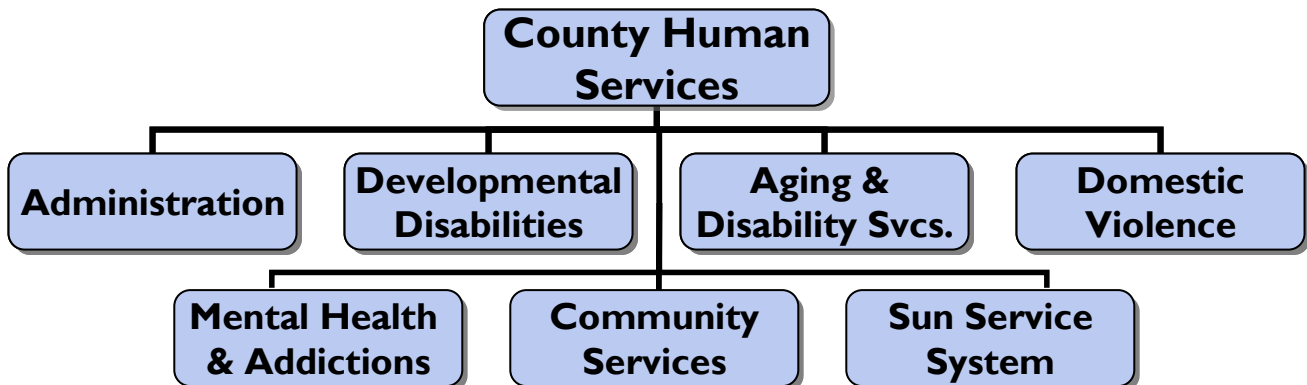 County Human
Services
Administration
Developmental
Disabilities
Aging &
Disability Svcs.
Domestic
Violence
Mental Health
& Addictions
Community
Services
Sun Service
System